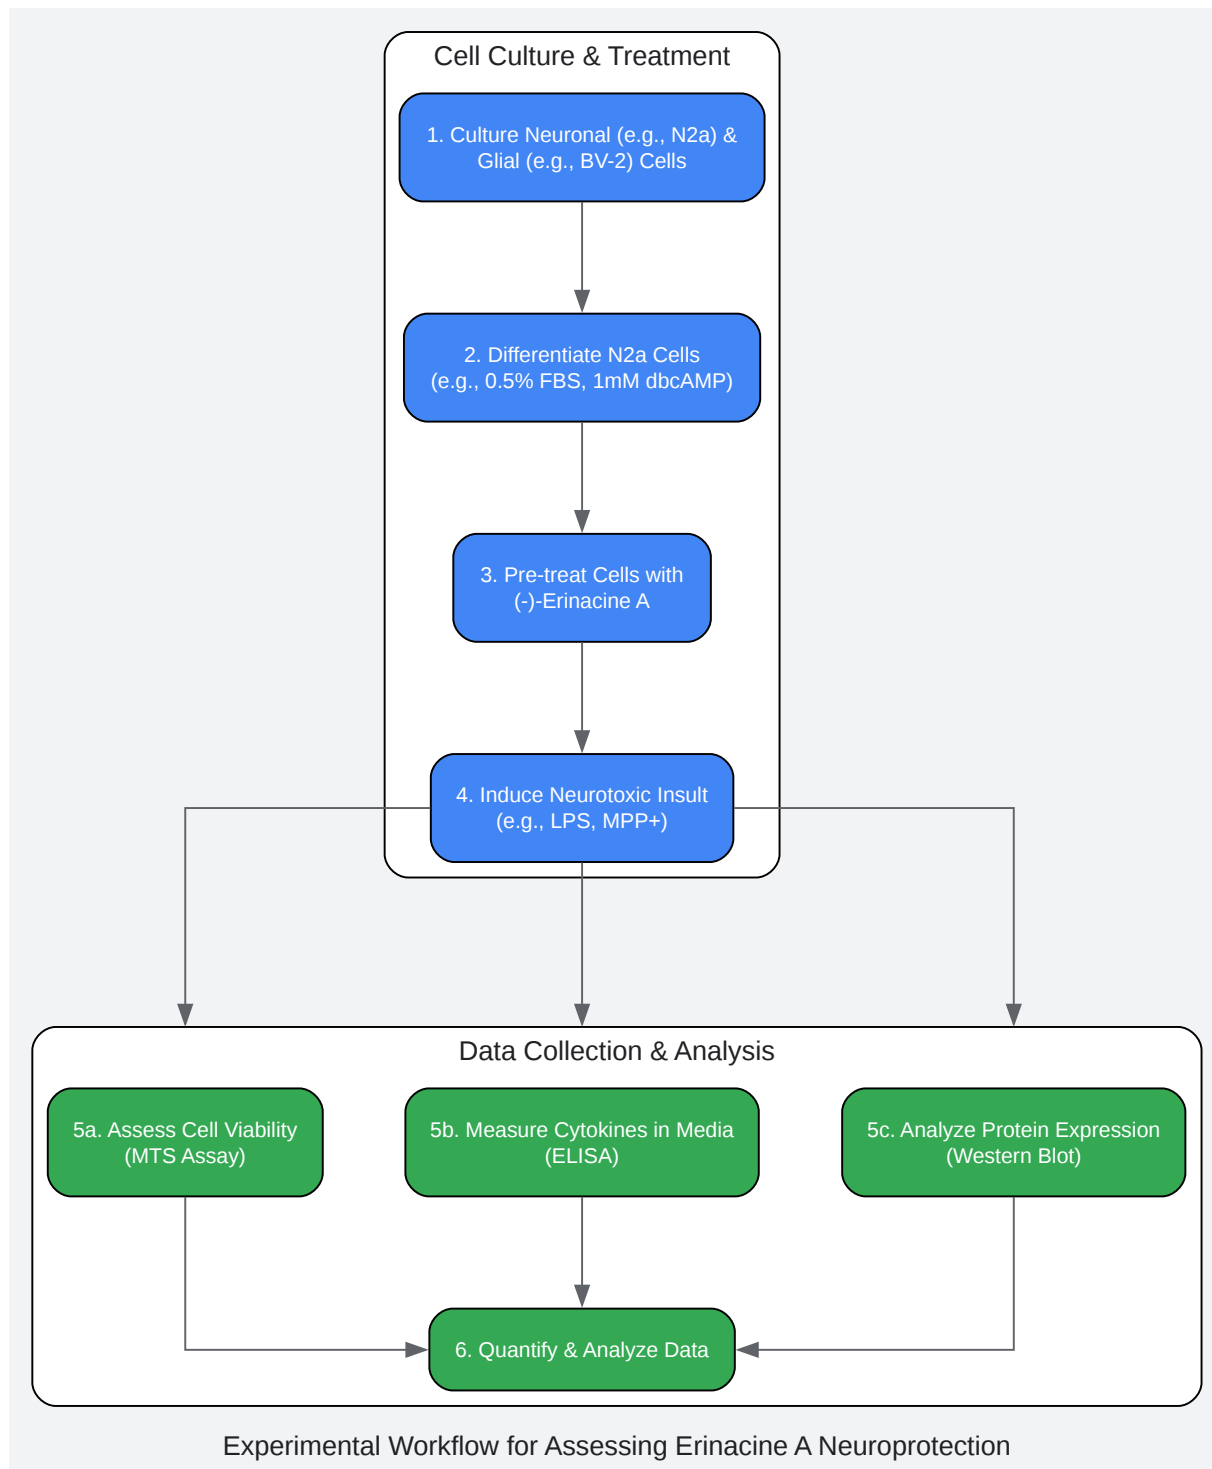 Cell Culture & Treatment
1. Culture Neuronal (e.g., N2a) &
Glial (e.g., BV-2) Cells
2. Differentiate N2a Cells
(e.g., 0.5% FBS, 1mM dbcAMP)
3. Pre-treat Cells with
(-)-Erinacine A
4. Induce Neurotoxic Insult
(e.g., LPS, MPP+)
Data Collection & Analysis
5a. Assess Cell Viability
(MTS Assay)
5b. Measure Cytokines in Media
(ELISA)
5c. Analyze Protein Expression
(Western Blot)
6. Quantify & Analyze Data
Experimental Workflow for Assessing Erinacine A Neuroprotection